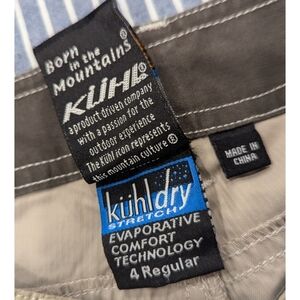 Born
in the
Mountains®
KÜHL®
a product driven company
with a passion for the
outdoor experience
The KÜHL icon represents
this mountain culture®
kühldry
STRETCH
EVAPORATIVE
COMFORT
TECHNOLOGY
4 Regular
MADE IN
CHINA